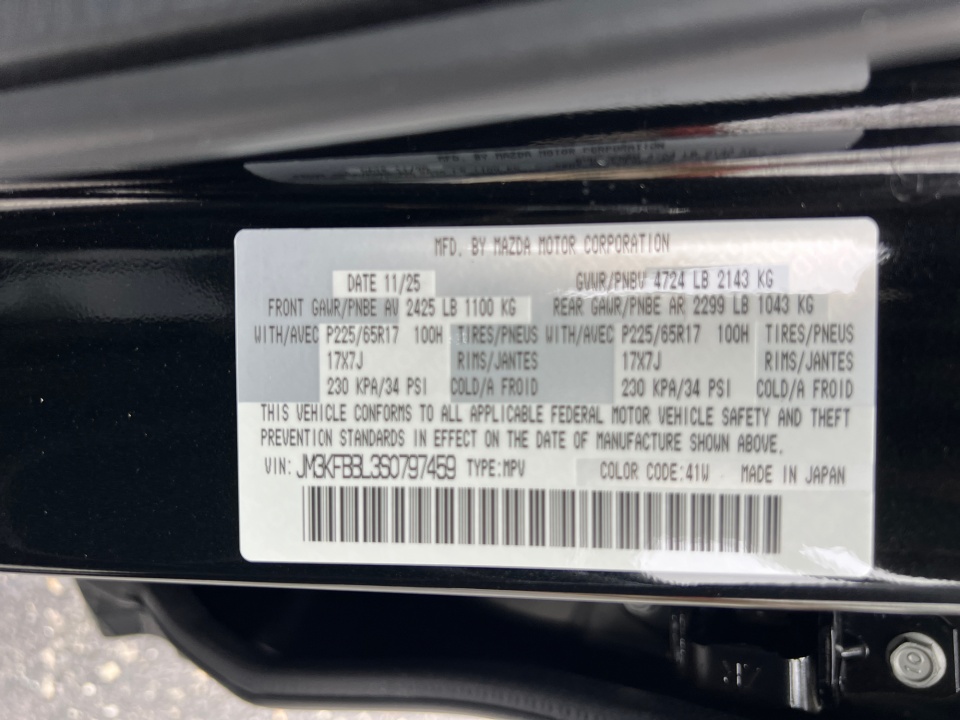 MFD. BY MAZDA MOTOR CORPORATION
DATE 11/25 GVWR/PNBV 4724 LB 2143 KG
FRONT GAWR/PNBE AV 2425 LB 1100 KG REAR GAWR/PNBE AR 2299 LB 1043 KG
WITH/AVEC P225/65R17 100H TIRES/PNEUS WITH/AVEC P225/65R17 100H TIRES/PNEUS
17X7J RIMS/JANTES 17X7J RIMS/JANTES
230 KPA/34 PSI COLD/A FROID 230 KPA/34 PSI COLD/A FROID
THIS VEHICLE CONFORMS TO ALL APPLICABLE FEDERAL MOTOR VEHICLE SAFETY AND THEFT
PREVENTION STANDARDS IN EFFECT ON THE DATE OF MANUFACTURE SHOWN ABOVE.
VIN: JM3KFBBL3S0797459 TYPE:MPV COLOR CODE:41W MADE IN JAPAN
10